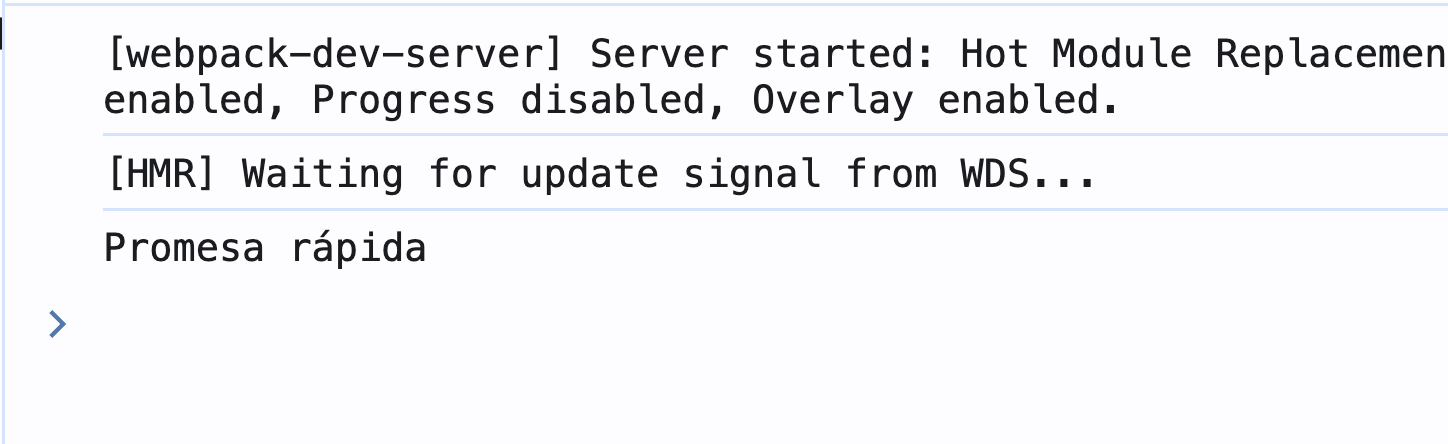 [webpack-dev-server] Server started: Hot Module Replacemen
enabled, Progress disabled, Overlay enabled.
[HMR] Waiting for update signal from WDS...
Promesa rápida
>